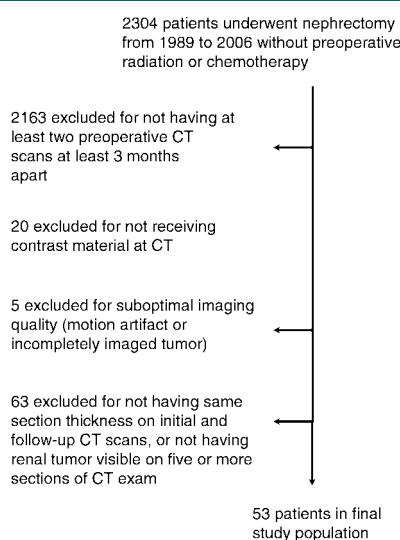 2304 patients underwent nephrectomy
from 1989 to 2006 without preoperative
radiation or chemotherapy
2163 excluded for not having at
least two preoperative CT
scans at least 3 months
apart
20 excluded for not receiving
contrast material at CT
5 excluded for suboptimal imaging
quality (motion artifact or
incompletely imaged tumor)
63 excluded for not having same
section thickness on initial and
follow-up CT scans, or not having
renal tumor visible on five or more
sections of CT exam
53 patients in final
study population